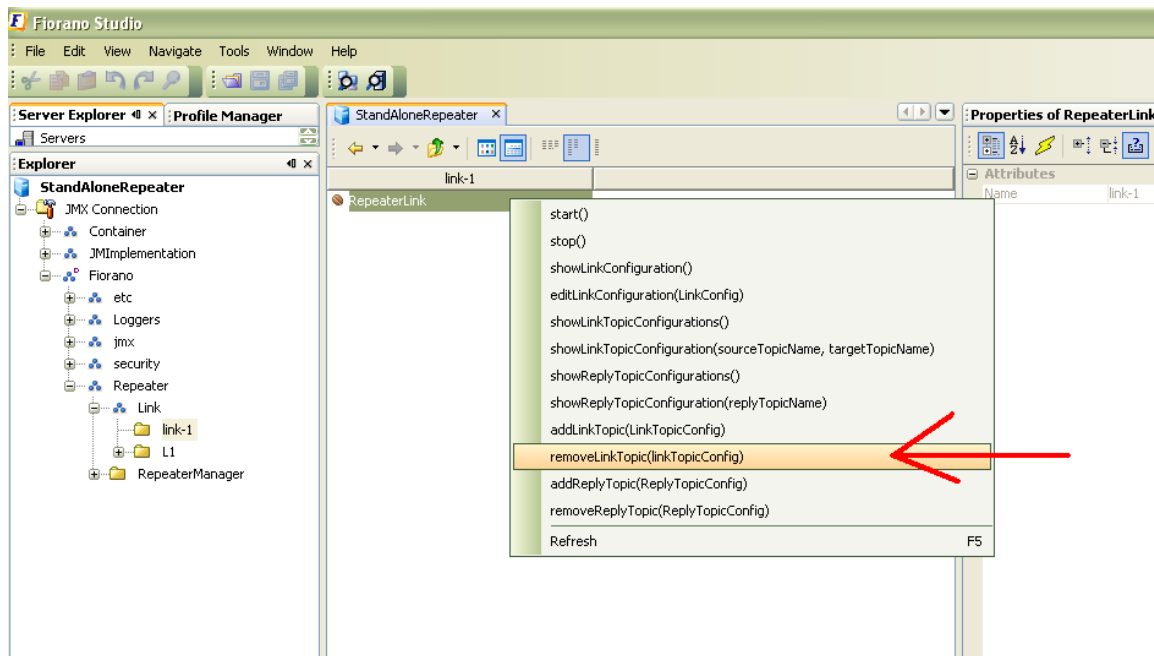 Fiorano Studio
File Edit View Navigate Tools Window Help
Server Explorer Profile Manager
Servers
Explorer
StandAloneRepeater
JMX Connection
Container
JMImplementation
Fiorano
etc
Loggers
jmx
security
Repeater
Link
link-1
L1
RepeaterManager
StandAloneRepeater
link-1
RepeaterLink
start()
stop()
showLinkConfiguration()
editLinkConfiguration(LinkConfig)
showLinkTopicConfigurations()
showLinkTopicConfiguration(sourceTopicName, targetTopicName)
showReplyTopicConfigurations()
showReplyTopicConfiguration(replyTopicName)
addLinkTopic(LinkTopicConfig)
removeLinkTopic(linkTopicConfig)
addReplyTopic(ReplyTopicConfig)
removeReplyTopic(ReplyTopicConfig)
Refresh F5
Properties of RepeaterLink
Attributes
Name link-1